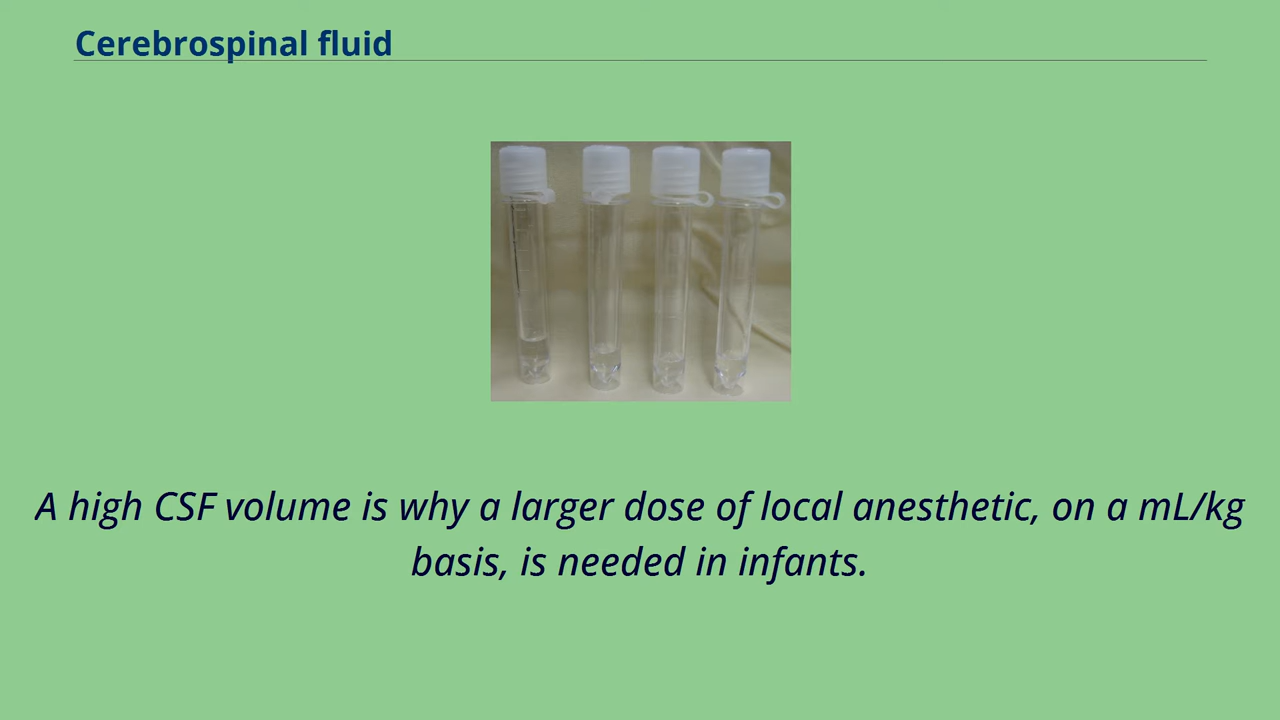 Cerebrospinal fluid
A high CSF volume is why a larger dose of local anesthetic, on a mL/kg
basis, is needed in infants.